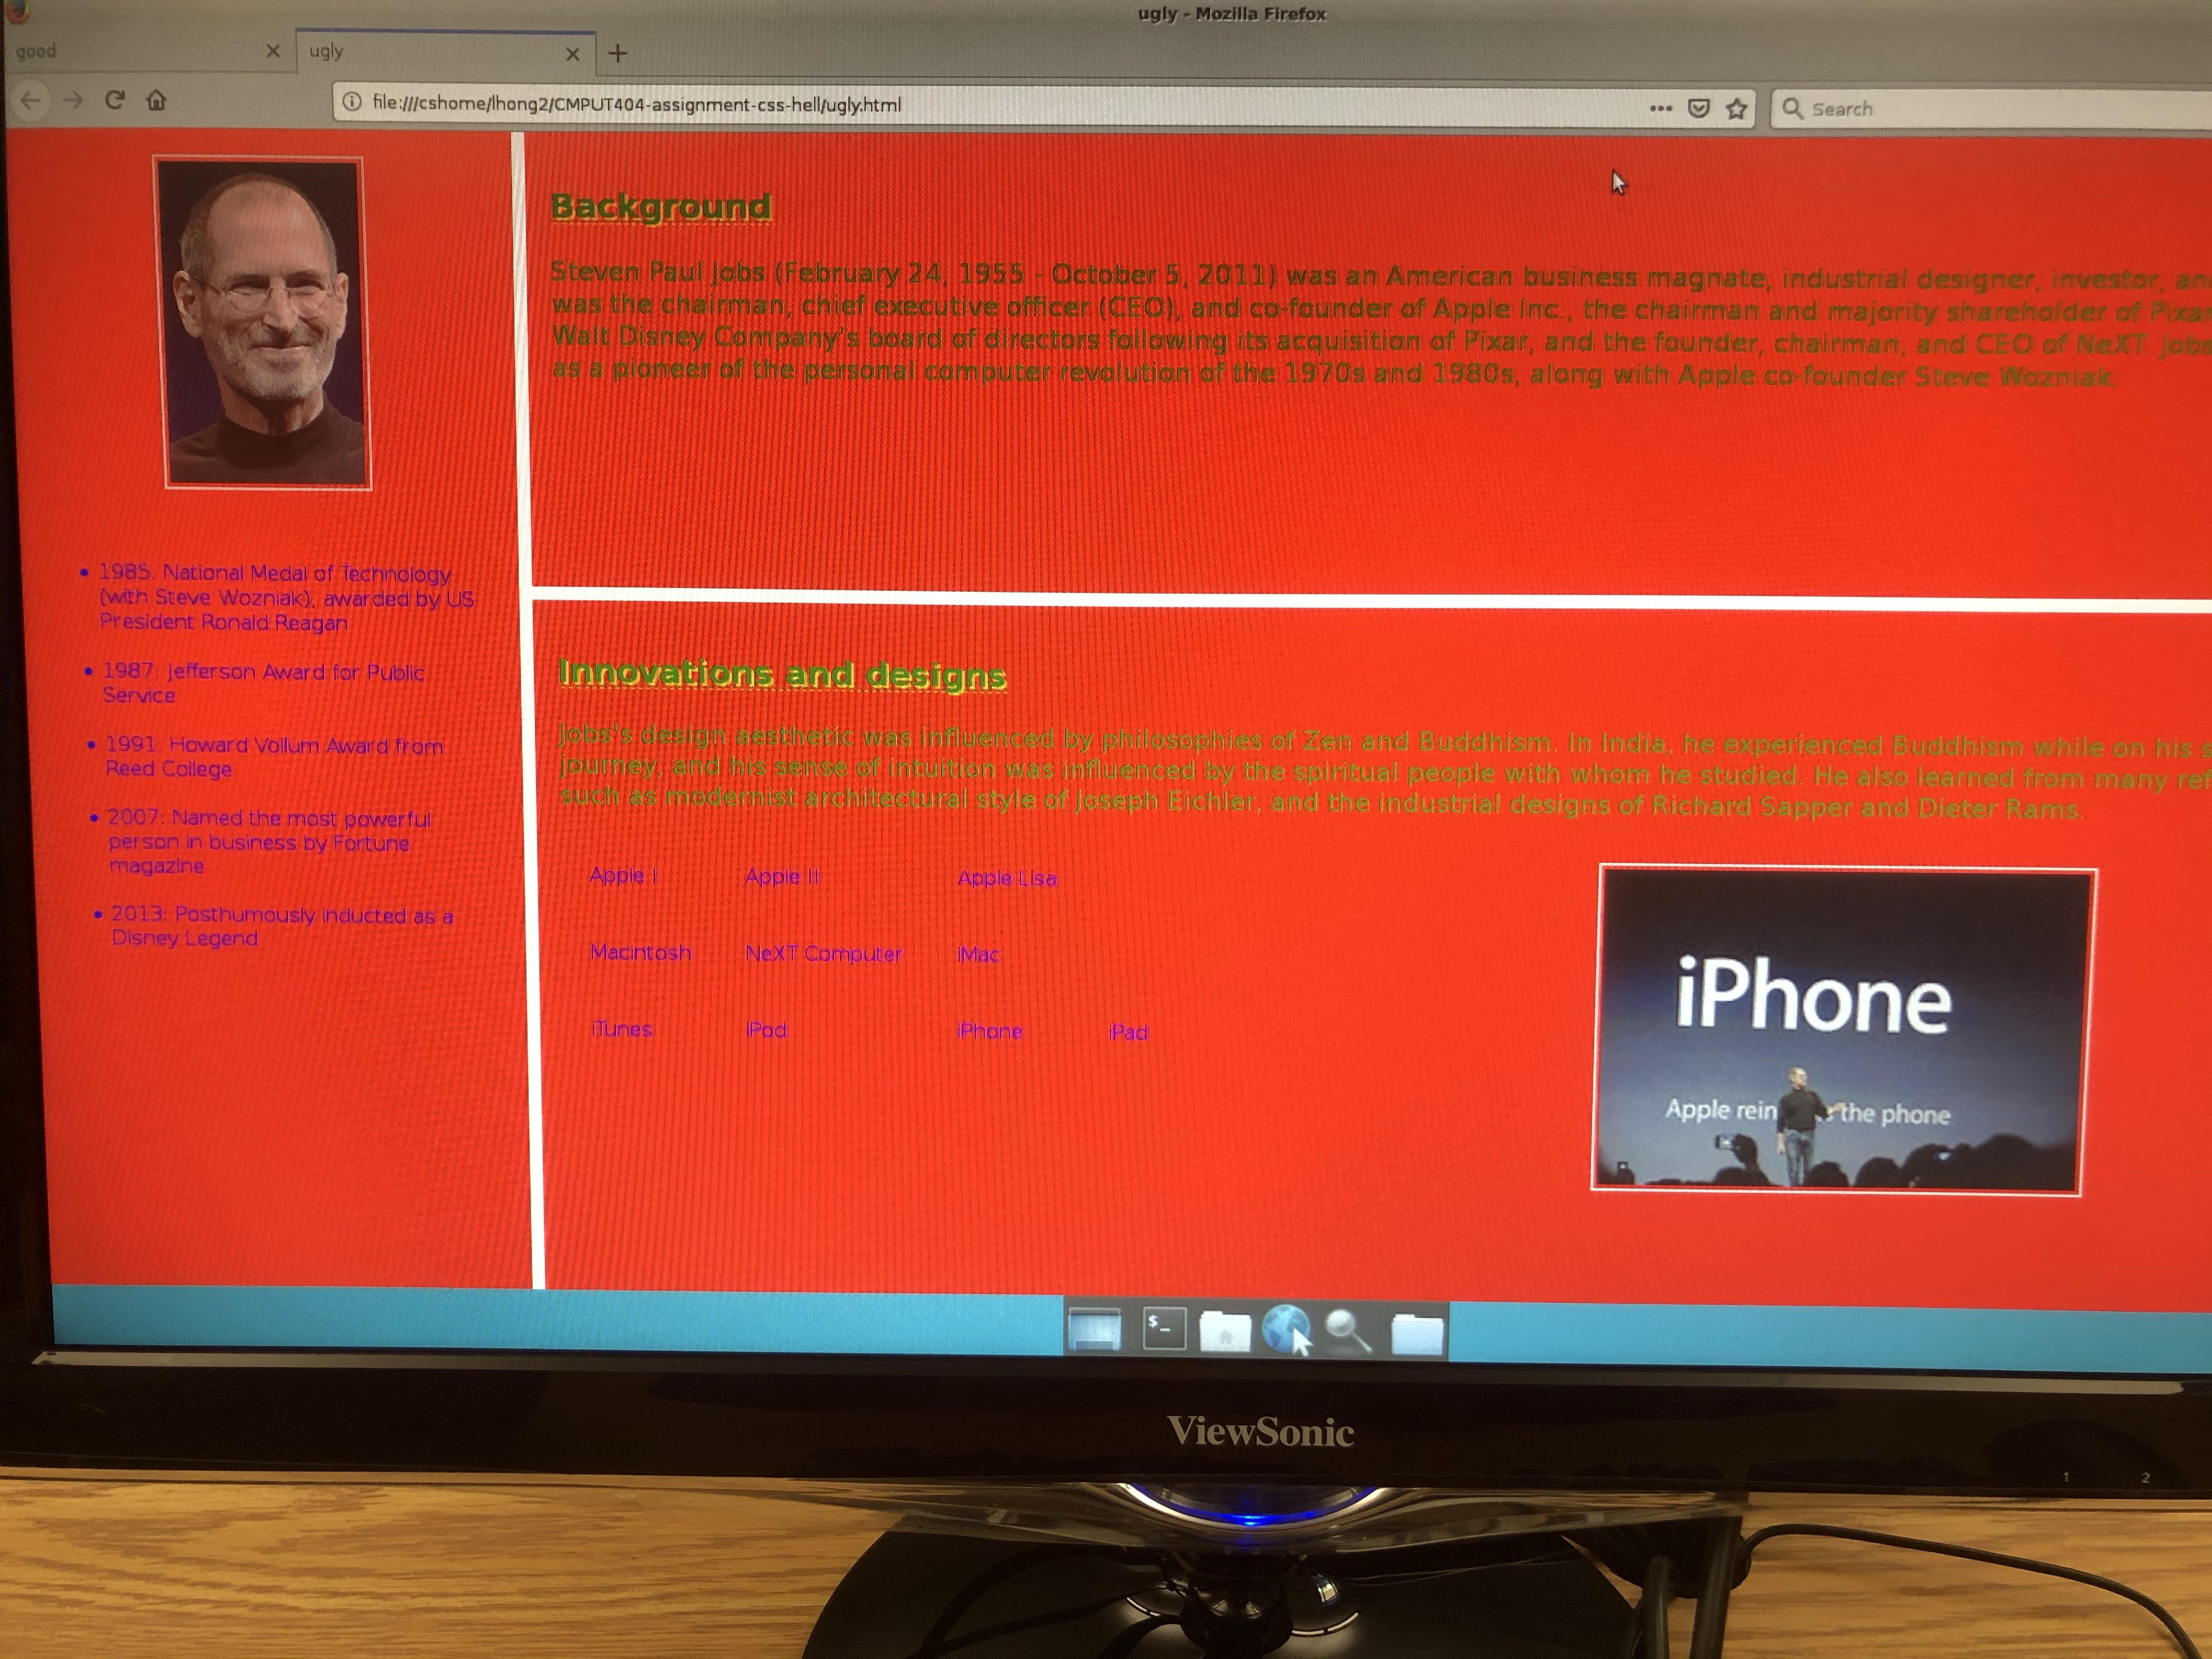 ugly - Mozilla Firefox
good
ugly
file:///cshome/lhong2/CMPUT404-assignment-css-hell/ugly.html
Search
1985: National Medal of Technology
(with Steve Wozniak), awarded by US
President Ronald Reagan
1987: Jefferson Award for Public
Service
1991: Howard Vollum Award from
Reed College
2007: Named the most powerful
person in business by Fortune
magazine
2013: Posthumously inducted as a
Disney Legend
Background
Steven Paul Jobs (February 24, 1955 - October 5, 2011) was an American business magnate, industrial designer, investor,
was the chairman, chief executive officer (CEO), and co-founder of Apple Inc., the chairman and majority shareholder of Pixar
Walt Disney Company's board of directors following its acquisition of Pixar, and the founder, chairman, and CEO of NeXT. Jobs
as a pioneer of the personal computer revolution of the 1970s and 1980s, along with Apple co-founder Steve Wozniak.
Innovations and designs
Jobs's design aesthetic was influenced by philosophies of Zen and Buddhism. In India, he experienced Buddhism while on his
journey, and his sense of intuition was influenced by the spiritual people with whom he studied. He also learned from many
such as modernist architectural style of Joseph Eichler, and the industrial designs of Richard Sapper and Dieter Rams.
Apple I Apple II Apple Lisa
Macintosh NeXT Computer iMac
iTunes iPod iPhone iPad
iPhone
Apple rein the phone
$_
ViewSonic
1 2